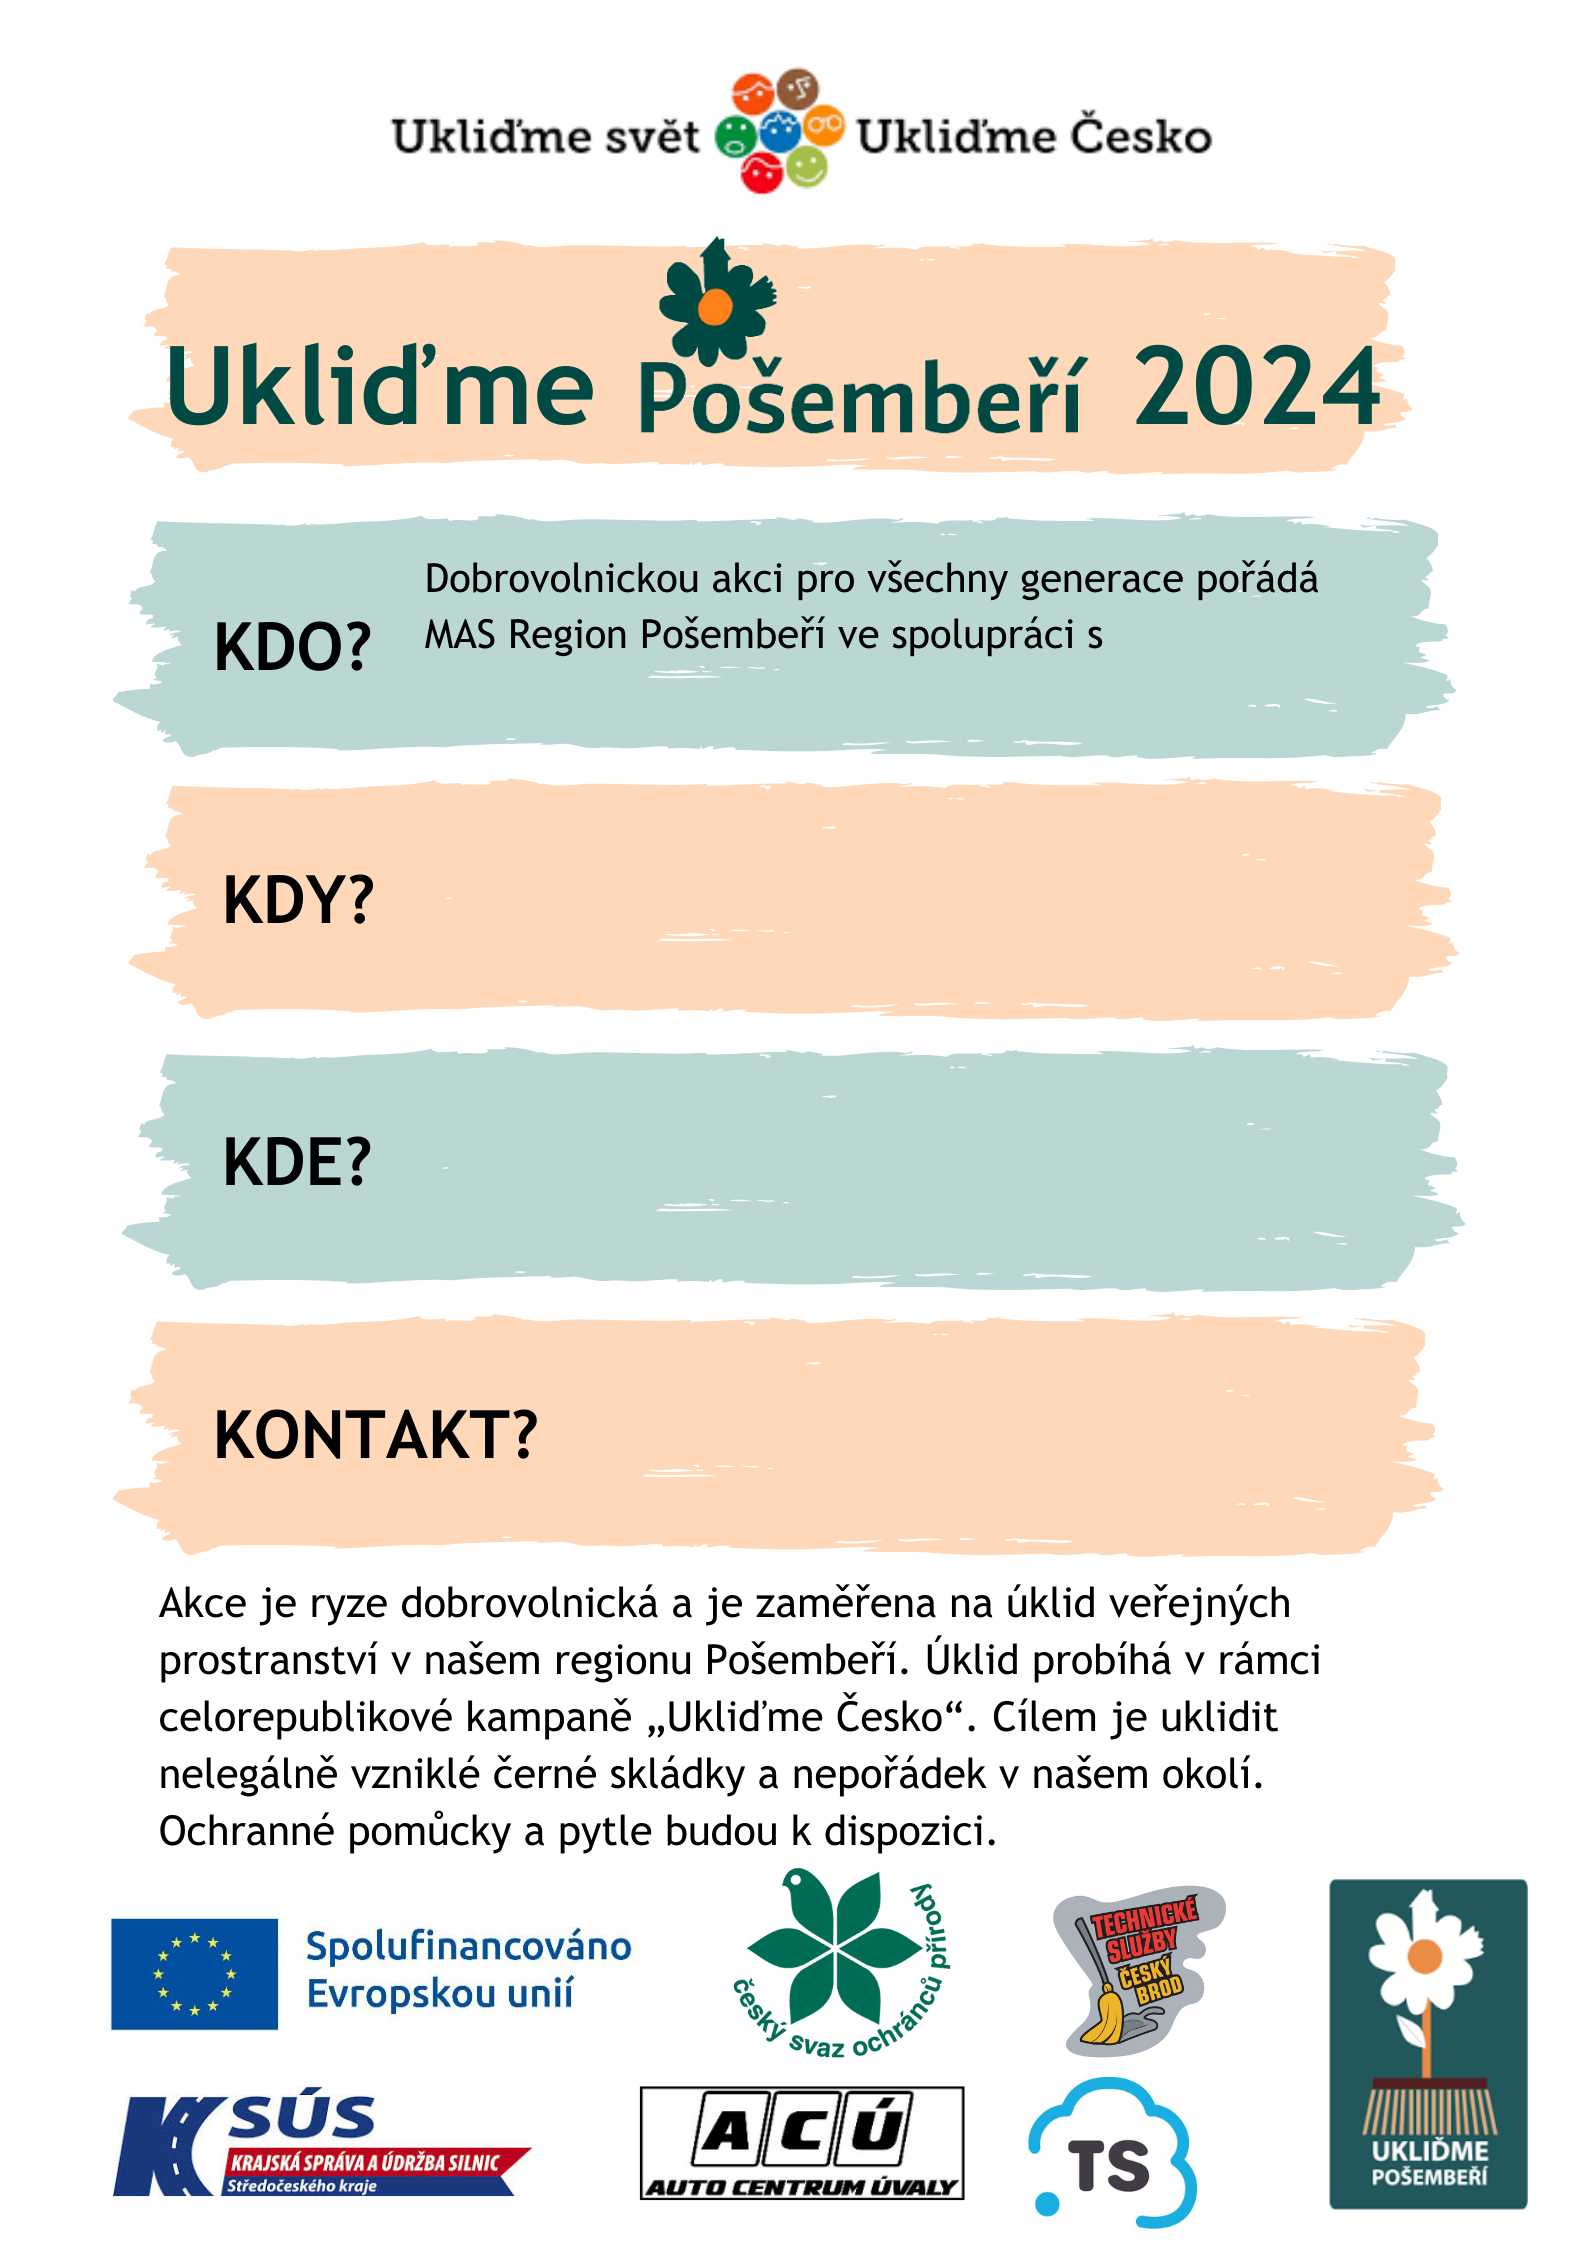 Ukliďme svět Ukliďme Česko
Ukliďme Pošembeří 2024
KDO?
Dobrovolnickou akci pro všechny generace pořádá
MAS Region Pošembeří ve spolupráci s
KDY?
KDE?
KONTAKT?
Akce je ryze dobrovolnická a je zaměřena na úklid veřejných
prostranství v našem regionu Pošembeří. Úklid probíhá v rámci
celorepublikové kampaně „Ukliďme Česko“. Cílem je uklidit
nelegálně vzniklé černé skládky a nepořádek v našem okolí.
Ochranné pomůcky a pytle budou k dispozici.
Spolufinancováno
Evropskou unií
český svaz ochránců přírody
TECHNICKÉ
SLUŽBY
ČESKÝ
BROD
KSÚS
KRAJSKÁ SPRÁVA A ÚDRŽBA SILNIC
Středočeského kraje
ACÚ
AUTO CENTRUM ÚVALY
TS
UKLIĎME
POŠEMBEŘÍ